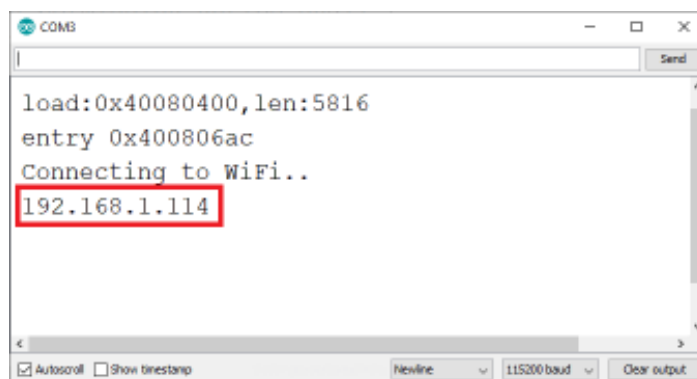 COM3
Send
load:0x40080400,len:5816
entry 0x400806ac
Connecting to WiFi..
192.168.1.114
Autoscroll Show timestamp Newline 115200 baud Clear output